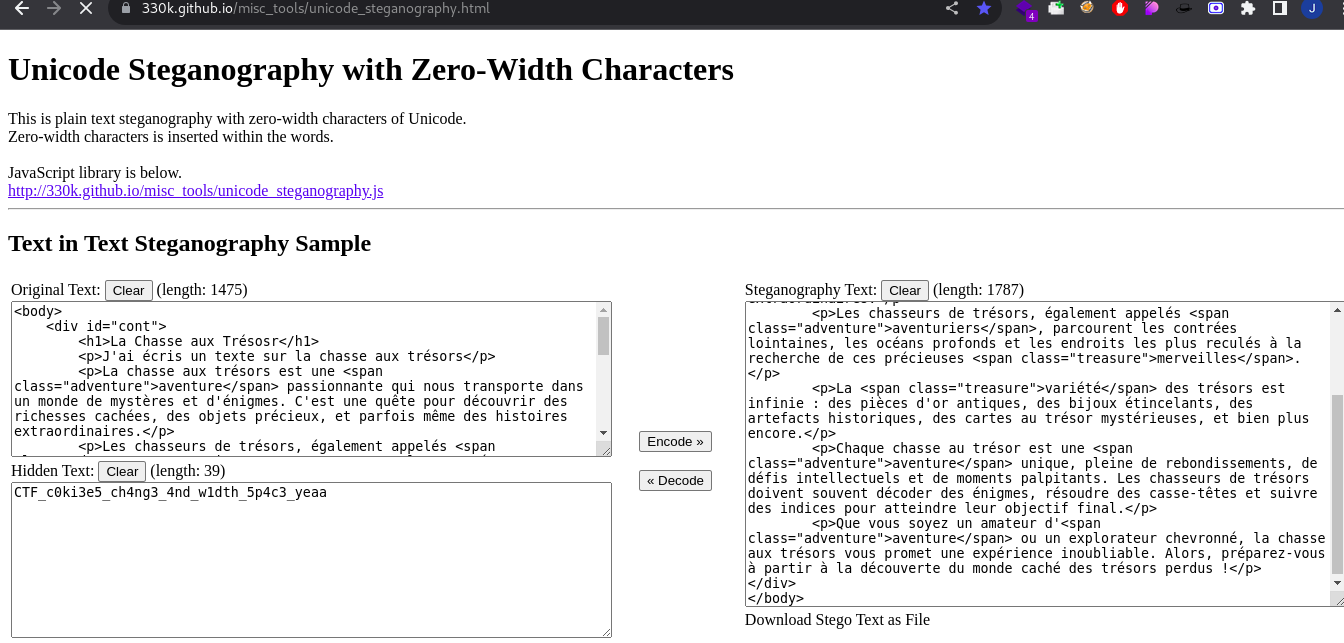 330k.github.io/misc_tools/unicode_steganography.html
4
J
Unicode Steganography with Zero-Width Characters
This is plain text steganography with zero-width characters of Unicode.
Zero-width characters is inserted within the words.
JavaScript library is below.
http://330k.github.io/misc_tools/unicode_steganography.js
Text in Text Steganography Sample
Original Text: Clear (length: 1475)
<body>
    <div id="cont">
        <h1>La Chasse aux Trésosr</h1>
        <p>J'ai écris un texte sur la chasse aux trésors</p>
        <p>La chasse aux trésors est une <span
class="adventure">aventure</span> passionnante qui nous transporte dans
un monde de mystères et d'énigmes. C'est une quête pour découvrir des
richesses cachées, des objets précieux, et parfois même des histoires
extraordinaires.</p>
        <p>Les chasseurs de trésors, également appelés <span
Hidden Text: Clear (length: 39)
CTF_c0ki3e5_ch4ng3_4nd_w1dth_5p4c3_yeaa
Encode »
« Decode
Steganography Text: Clear (length: 1787)
        <p>Les chasseurs de trésors, également appelés <span
class="adventure">aventuriers</span>, parcourent les contrées
lointaines, les océans profonds et les endroits les plus reculés à la
recherche de ces précieuses <span class="treasure">merveilles</span>.
</p>
        <p>La <span class="treasure">variété</span> des trésors est
infinie : des pièces d'or antiques, des bijoux étincelants, des
artefacts historiques, des cartes au trésor mystérieuses, et bien plus
encore.</p>
        <p>Chaque chasse au trésor est une <span
class="adventure">aventure</span> unique, pleine de rebondissements, de
défis intellectuels et de moments palpitants. Les chasseurs de trésors
doivent souvent décoder des énigmes, résoudre des casse-têtes et suivre
des indices pour atteindre leur objectif final.</p>
        <p>Que vous soyez un amateur d'<span
class="adventure">aventure</span> ou un explorateur chevronné, la chasse
aux trésors vous promet une expérience inoubliable. Alors, préparez-vous
à partir à la découverte du monde caché des trésors perdus !</p>
</div>
</body>
Download Stego Text as File